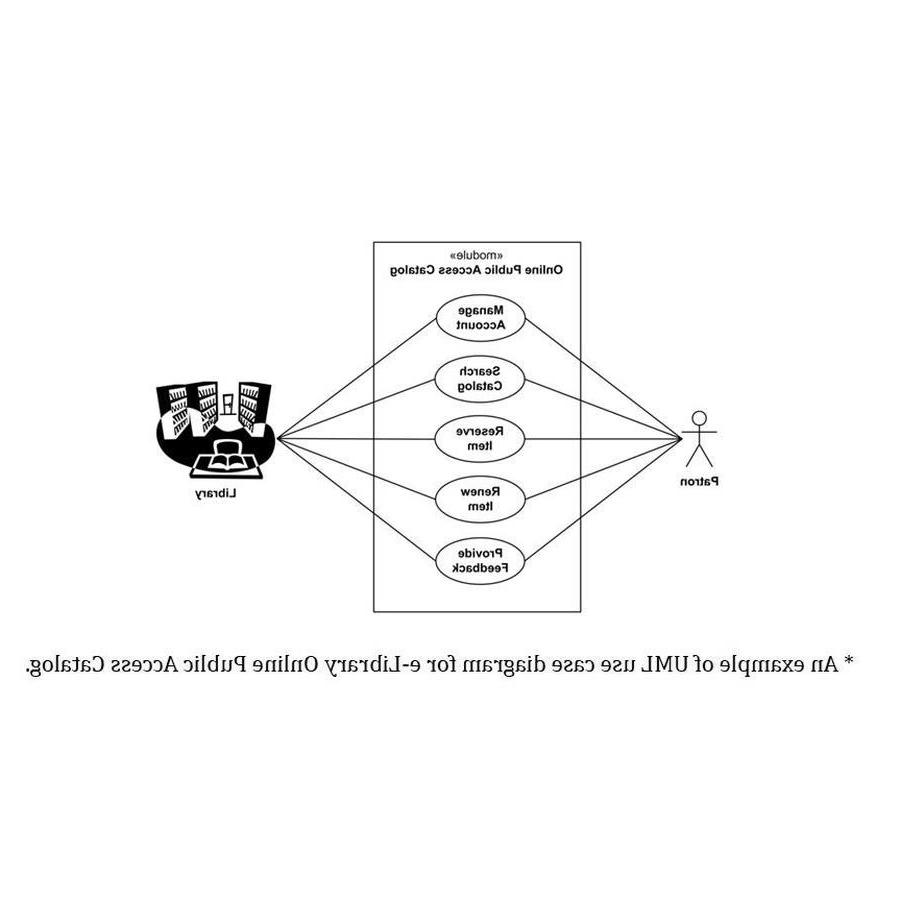 «module»
Online Public Access Catalog
Manage
Account
Search
Catalog
Reserve
Item
Renew
Item
Provide
Feedback
Patron
Library
* An example of UML use case diagram for e-Library Online Public Access Catalog.